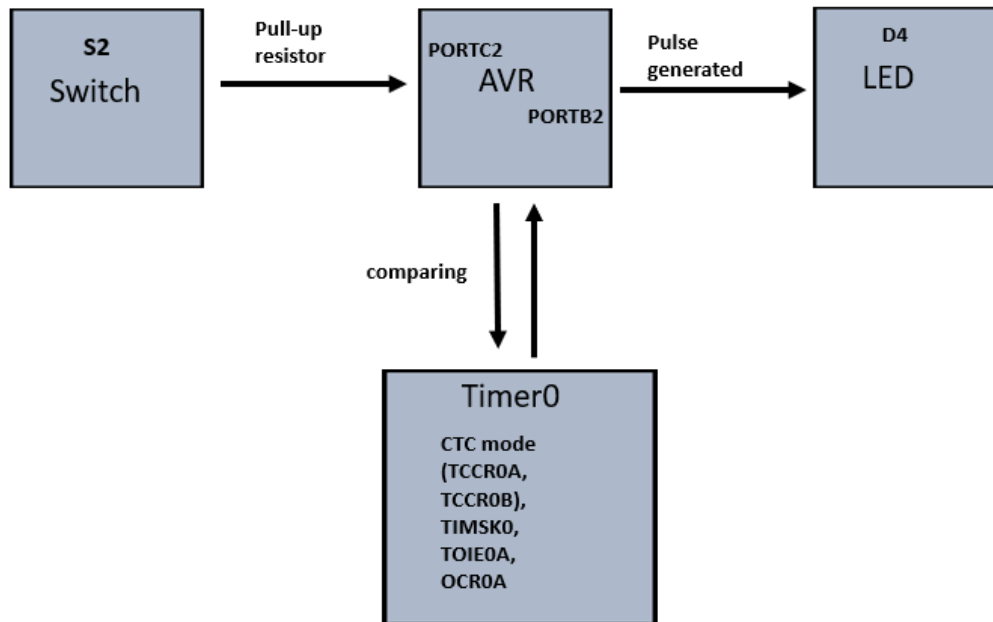 S2
Switch
Pull-up
resistor
PORTC2
AVR
PORTB2
Pulse
generated
D4
LED
comparing
Timer0
CTC mode
(TCCR0A,
TCCR0B),
TIMSK0,
TOIE0A,
OCR0A